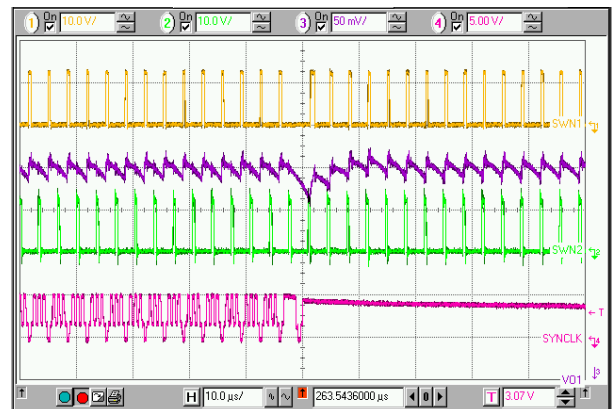 1 On 10.0 V/ 2 On 10.0 V/ 3 On 50 mV/ 4 On 5.00 V/
SWN1
SWN2
T
SYNCLK
VO1
H 10.0 µs/ 263.5436000 µs 0 T 3.07 V